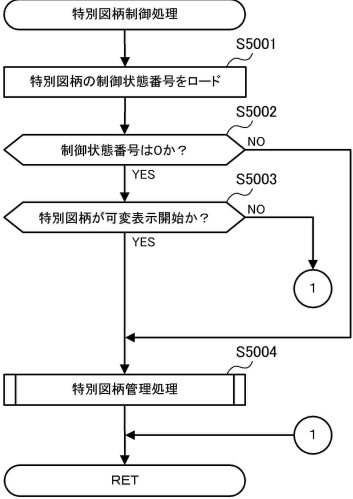 特別図柄制御処理
S5001
特別図柄の制御状態番号をロード
S5002
制御状態番号は0か?
NO
YES
S5003
特別図柄が可変表示開始か?
NO
YES
1
S5004
特別図柄管理処理
1
RET